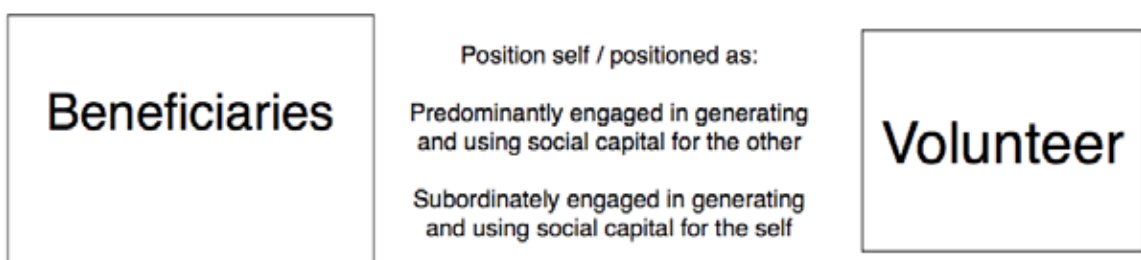 Beneficiaries
Position self / positioned as:
Predominantly engaged in generating
and using social capital for the other
Subordinately engaged in generating
and using social capital for the self
Volunteer